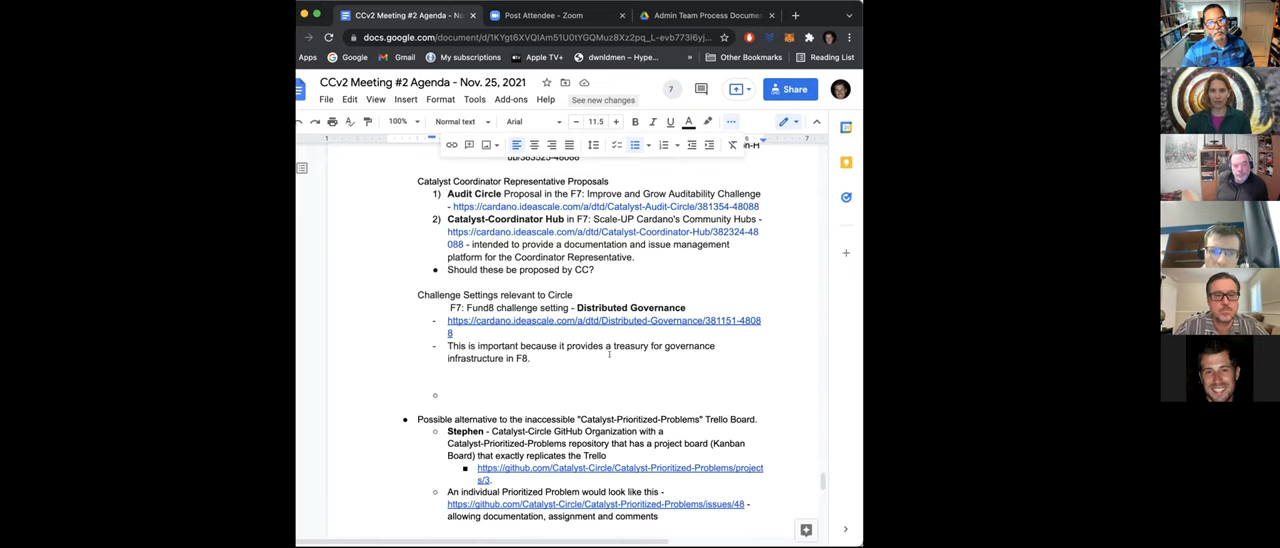 CCv2 Meeting #2 Agenda - No
Post Attendee - Zoom
Admin Team Process Docume
docs.google.com/document/d/1KYgt6XVQIAm51U0tYGQMuz8Xz2pq_L-evb773l6yj...
Apps
Google
Gmail
My subscriptions
Apple TV+
dwnldmen – Hype...
Other Bookmarks
Reading List
CCv2 Meeting #2 Agenda - Nov. 25, 2021
7
Share
File Edit View Insert Format Tools Add-ons Help See new changes
100% Normal text Arial 11.5 B I U A
1 6 7
Catalyst Coordinator Representative Proposals
1) Audit Circle Proposal in the F7: Improve and Grow Auditability Challenge
- https://cardano.ideascale.com/a/dtd/Catalyst-Audit-Circle/381354-48088
2) Catalyst-Coordinator Hub in F7: Scale-UP Cardano's Community Hubs -
https://cardano.ideascale.com/a/dtd/Catalyst-Coordinator-Hub/382324-48
088 - intended to provide a documentation and issue management
platform for the Coordinator Representative.
● Should these be proposed by CC?
Challenge Settings relevant to Circle
F7: Fund8 challenge setting - Distributed Governance
- https://cardano.ideascale.com/a/dtd/Distributed-Governance/381151-4808
8
- This is important because it provides a treasury for governance
infrastructure in F8.
○
● Possible alternative to the inaccessible "Catalyst-Prioritized-Problems" Trello Board.
○ Stephen - Catalyst-Circle GitHub Organization with a
Catalyst-Prioritized-Problems repository that has a project board (Kanban
Board) that exactly replicates the Trello
■ https://github.com/Catalyst-Circle/Catalyst-Prioritized-Problems/project
s/3.
○ An individual Prioritized Problem would look like this -
https://github.com/Catalyst-Circle/Catalyst-Prioritized-Problems/issues/48 -
allowing documentation, assignment and comments